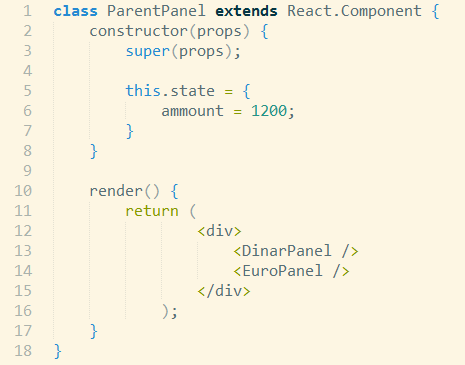 1 class ParentPanel extends React.Component {
2 constructor(props) {
3 super(props);
4
5 this.state = {
6 ammount = 1200;
7 }
8 }
9
10 render() {
11 return (
12 <div>
13 <DinarPanel />
14 <EuroPanel />
15 </div>
16 );
17 }
18 }